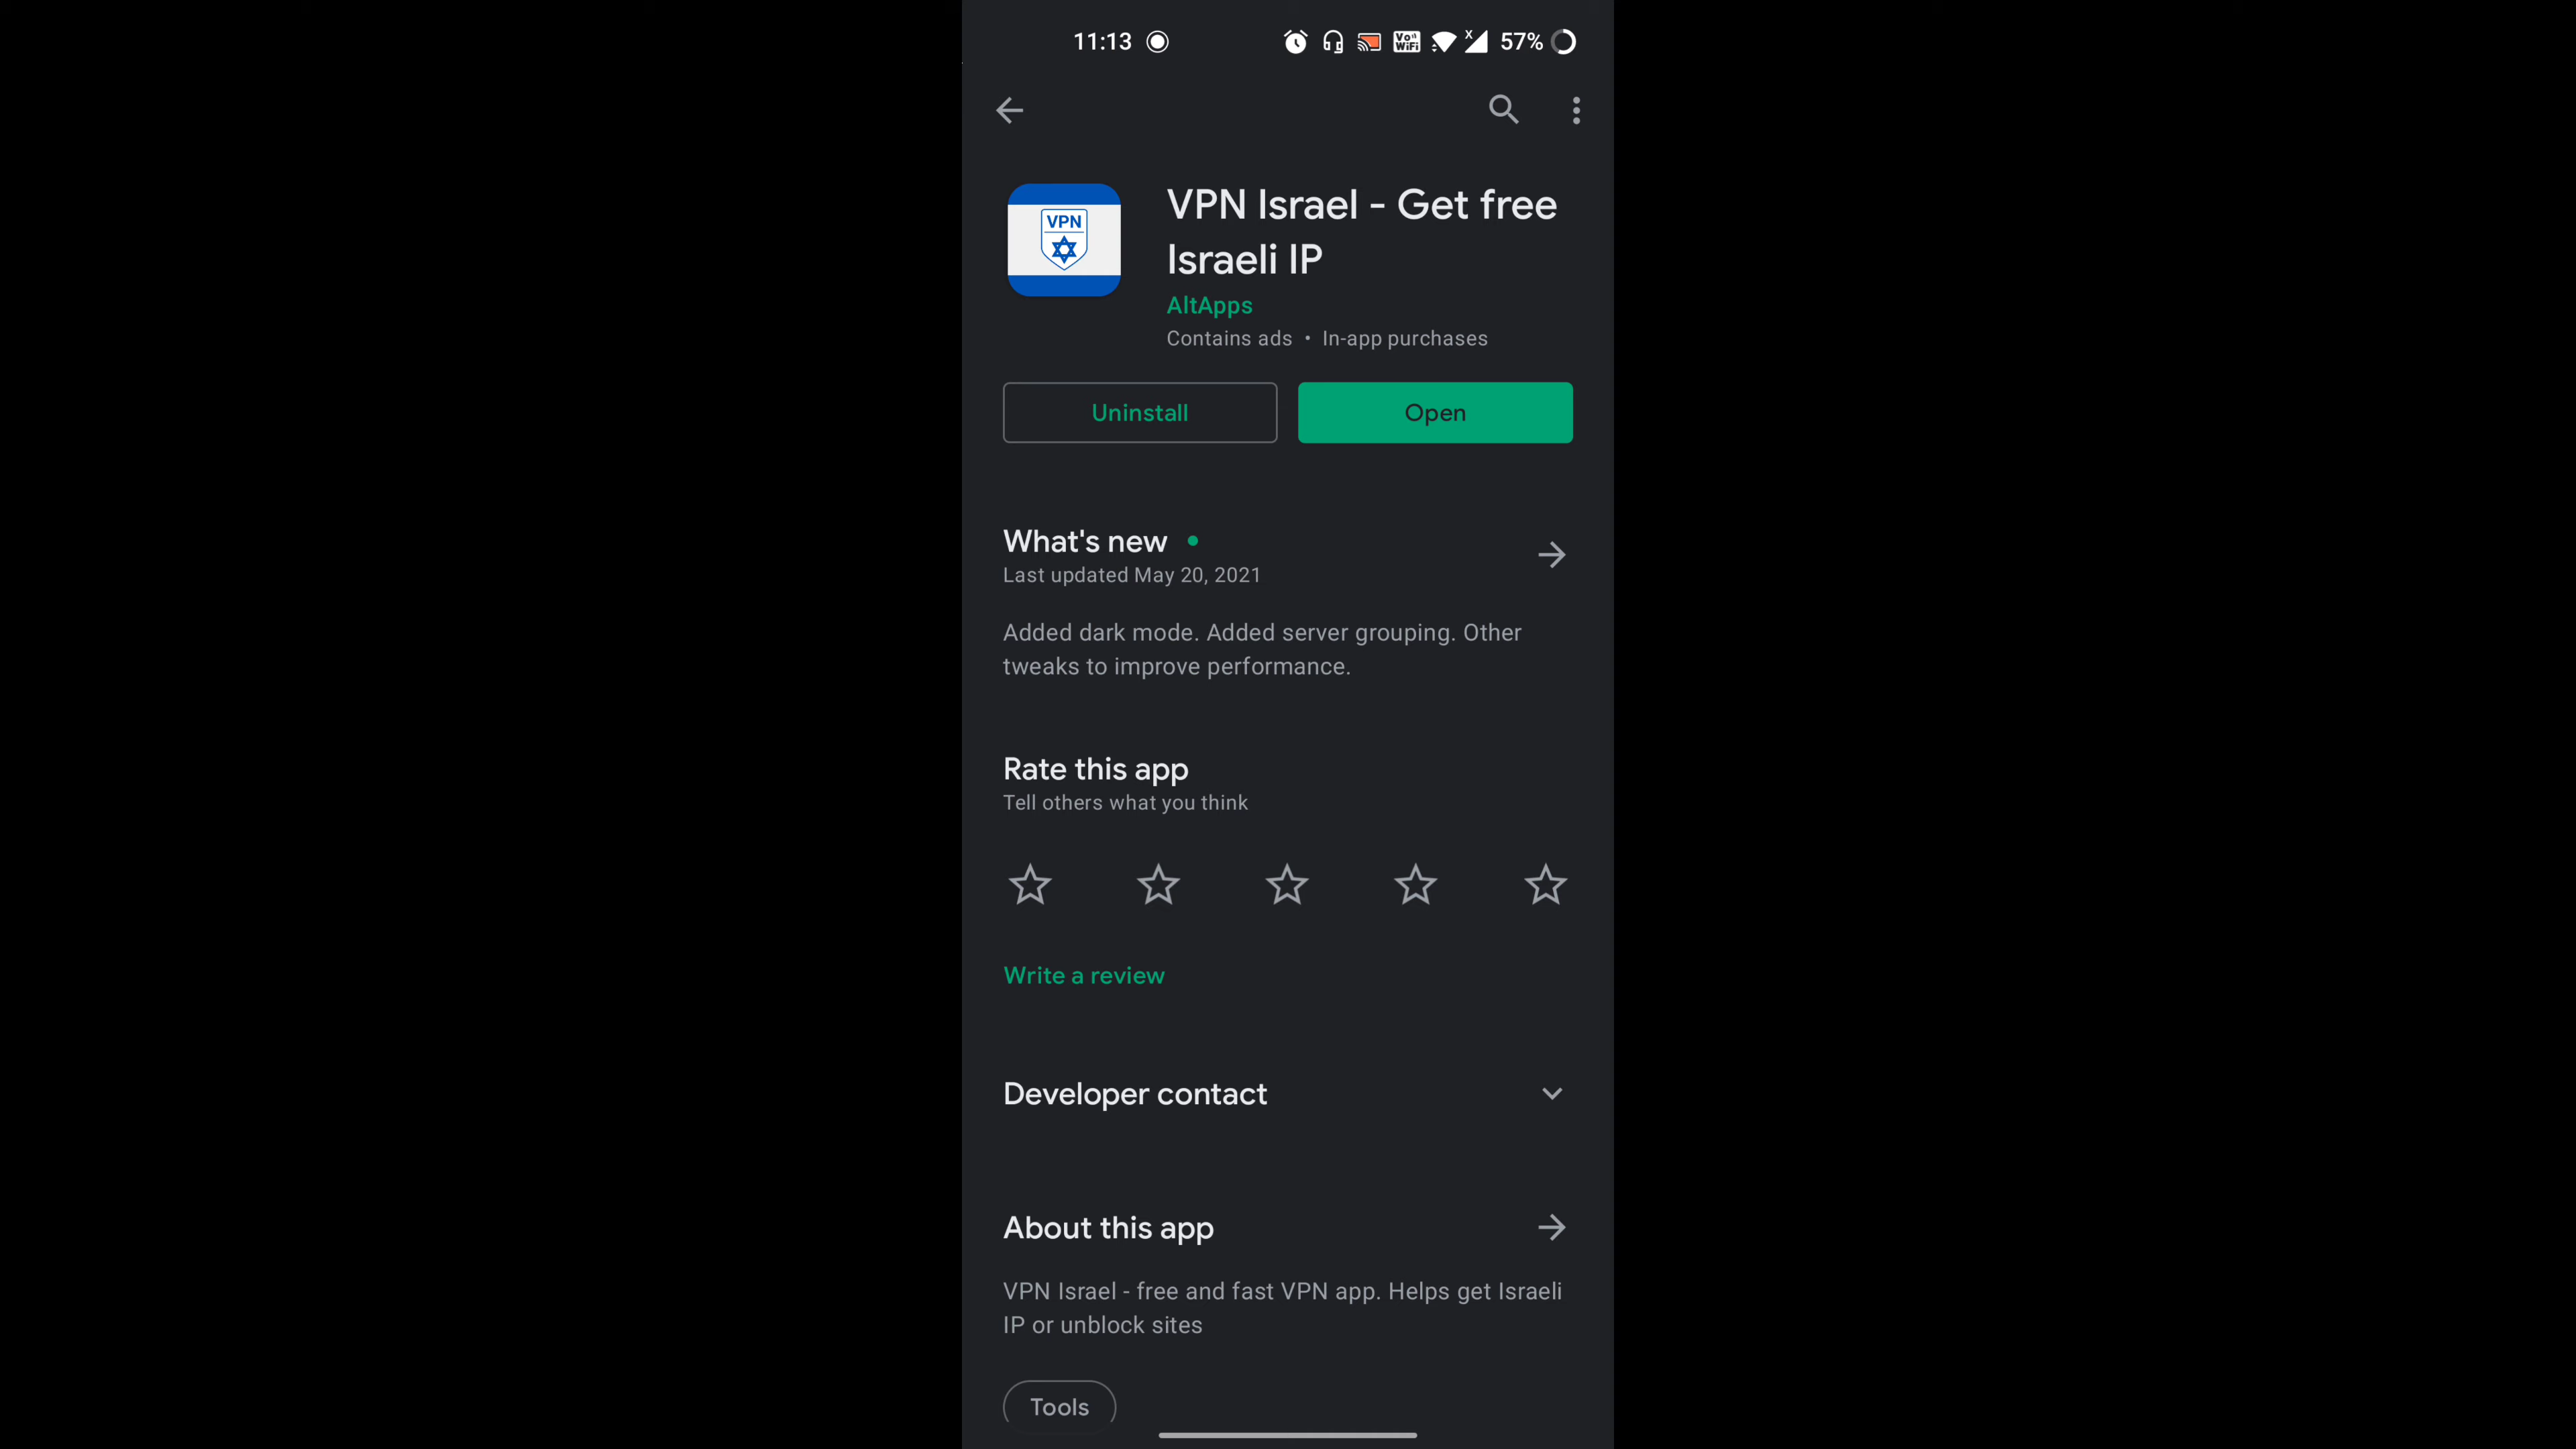 11:13
Vo WiFi
X
57%
VPN
VPN Israel - Get free
Israeli IP
AltApps
Contains ads • In-app purchases
Uninstall
Open
What's new
Last updated May 20, 2021
Added dark mode. Added server grouping. Other
tweaks to improve performance.
Rate this app
Tell others what you think
Write a review
Developer contact
About this app
VPN Israel - free and fast VPN app. Helps get Israeli
IP or unblock sites
Tools